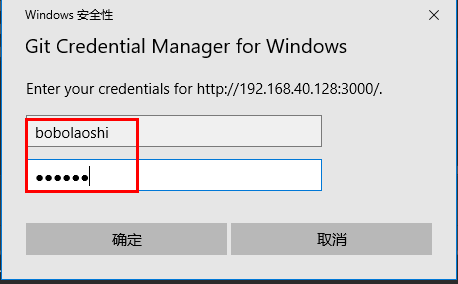 Windows 安全性
Git Credential Manager for Windows
Enter your credentials for http://192.168.40.128:3000/.
bobolaoshi
●●●●●●
确定
取消